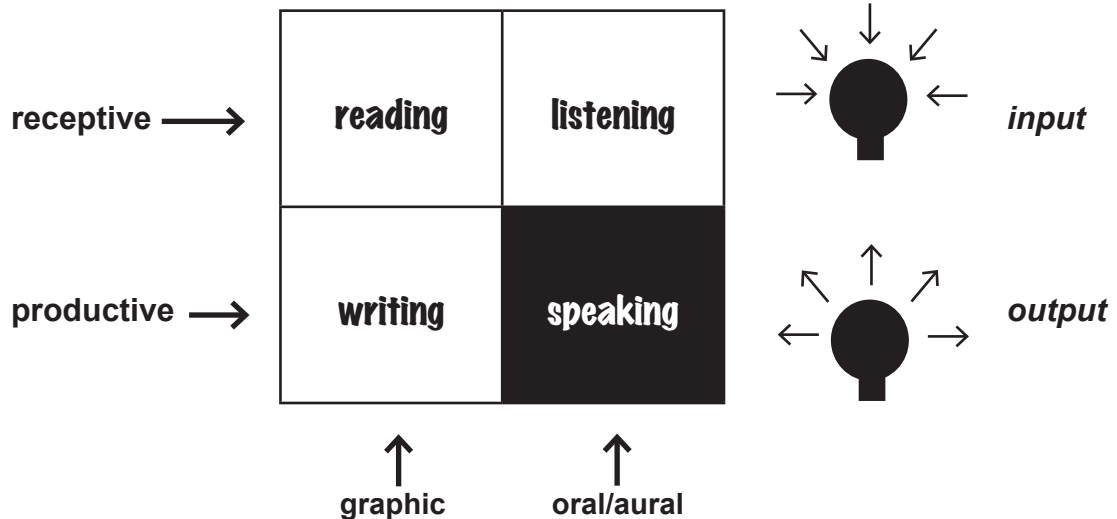 receptive reading listening input
productive writing speaking output
graphic oral/aural